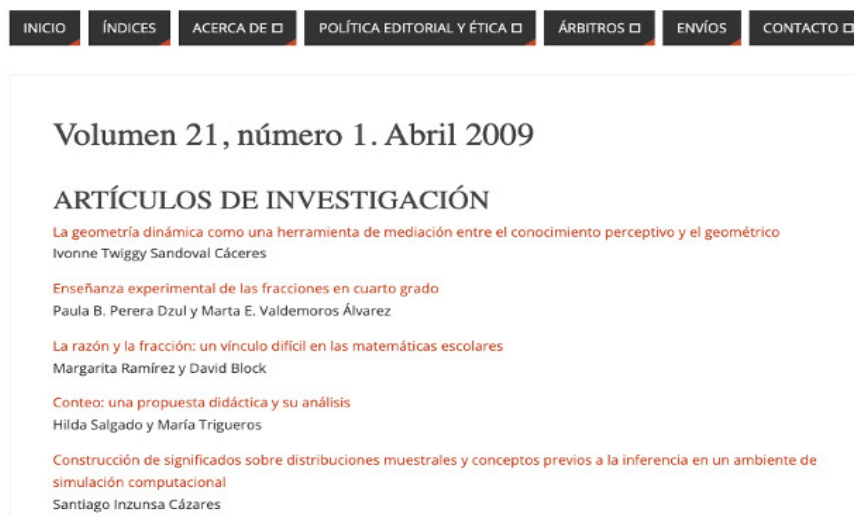 INICIO ÍNDICES ACERCA DE POLÍTICA EDITORIAL Y ÉTICA ÁRBITROS ENVÍOS CONTACTO
Volumen 21, número 1. Abril 2009
ARTÍCULOS DE INVESTIGACIÓN
La geometría dinámica como una herramienta de mediación entre el conocimiento perceptivo y el geométrico
Ivonne Twiggy Sandoval Cáceres
Enseñanza experimental de las fracciones en cuarto grado
Paula B. Perera Dzul y Marta E. Valdemoros Álvarez
La razón y la fracción: un vínculo difícil en las matemáticas escolares
Margarita Ramírez y David Block
Conteo: una propuesta didáctica y su análisis
Hilda Salgado y María Trigueros
Construcción de significados sobre distribuciones muestrales y conceptos previos a la inferencia en un ambiente de
simulación computacional
Santiago Inzunsa Cázares